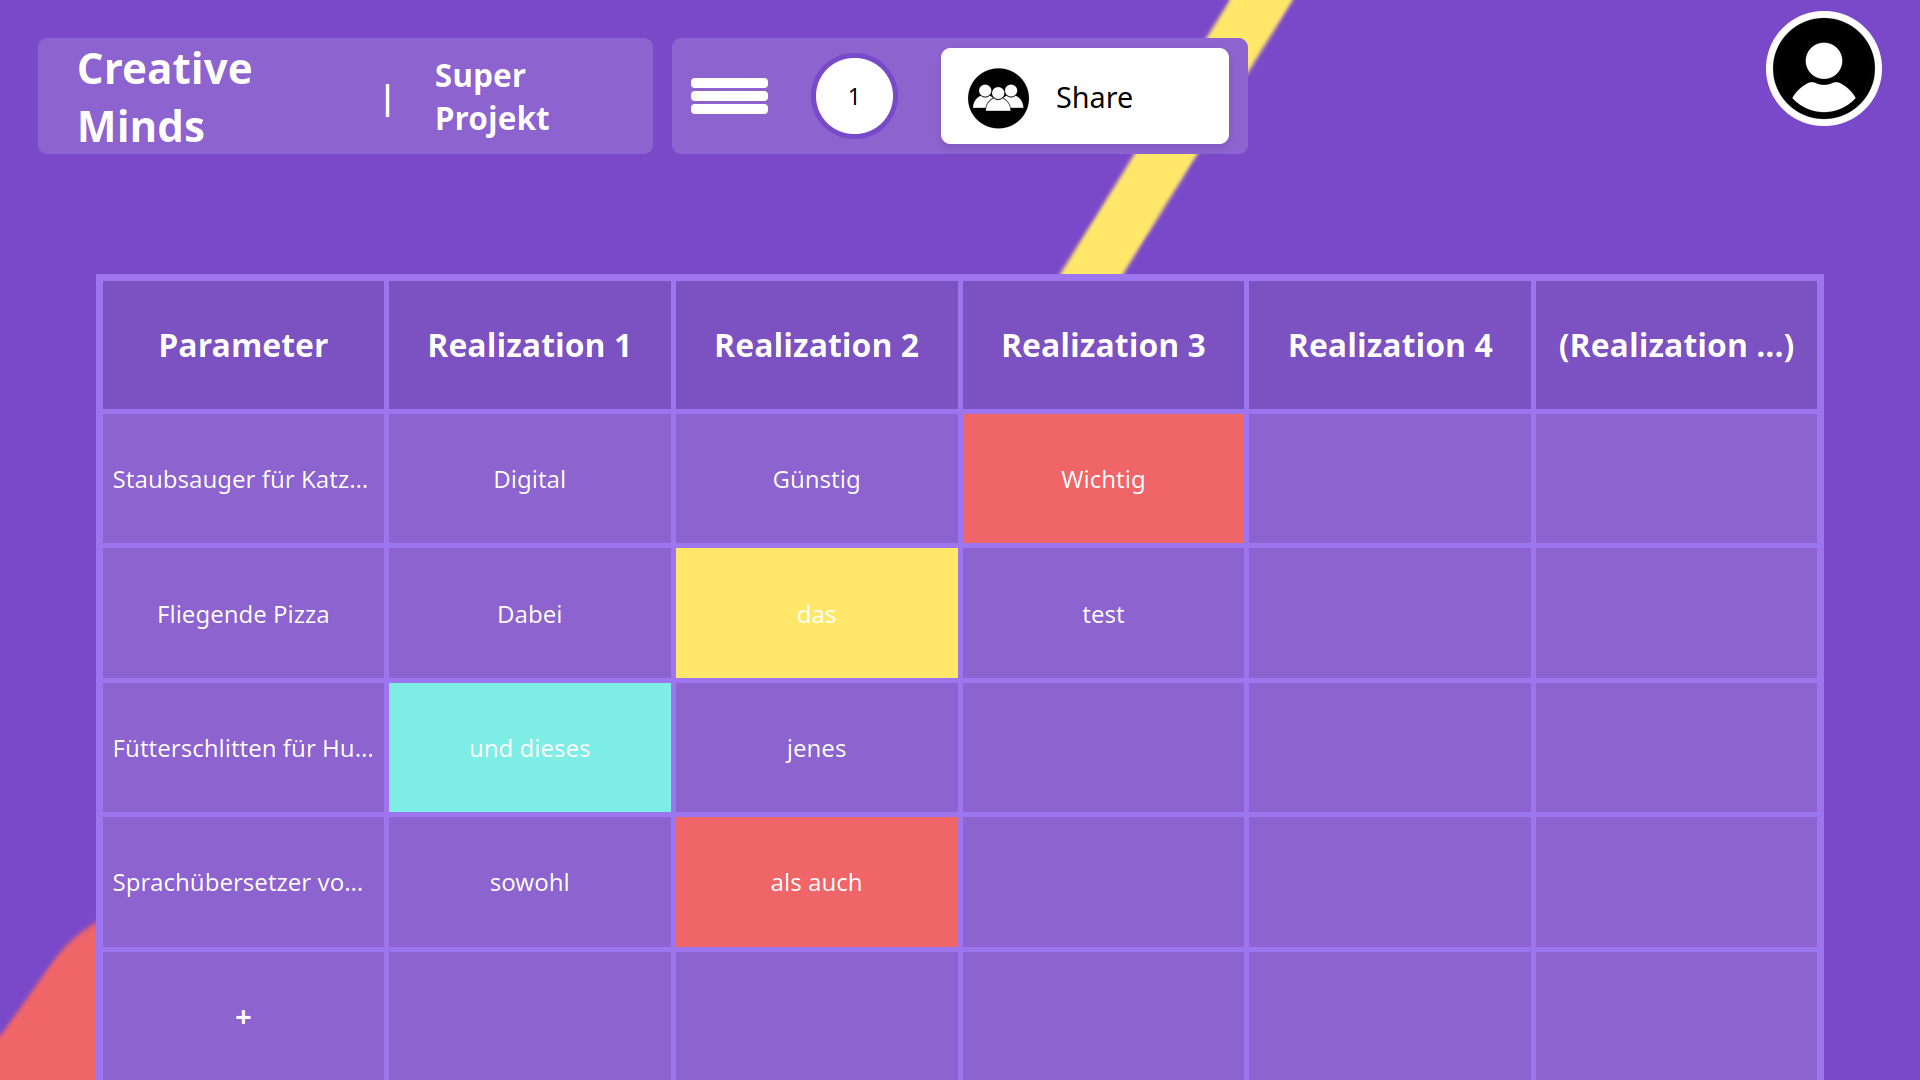 Creative
Minds
|
Super
Projekt
1
Share
Parameter
Realization 1
Realization 2
Realization 3
Realization 4
(Realization ...)
Staubsauger für Katz...
Digital
Günstig
Wichtig
Fliegende Pizza
Dabei
das
test
Fütterschlitten für Hu...
und dieses
jenes
Sprachübersetzer vo...
sowohl
als auch
+